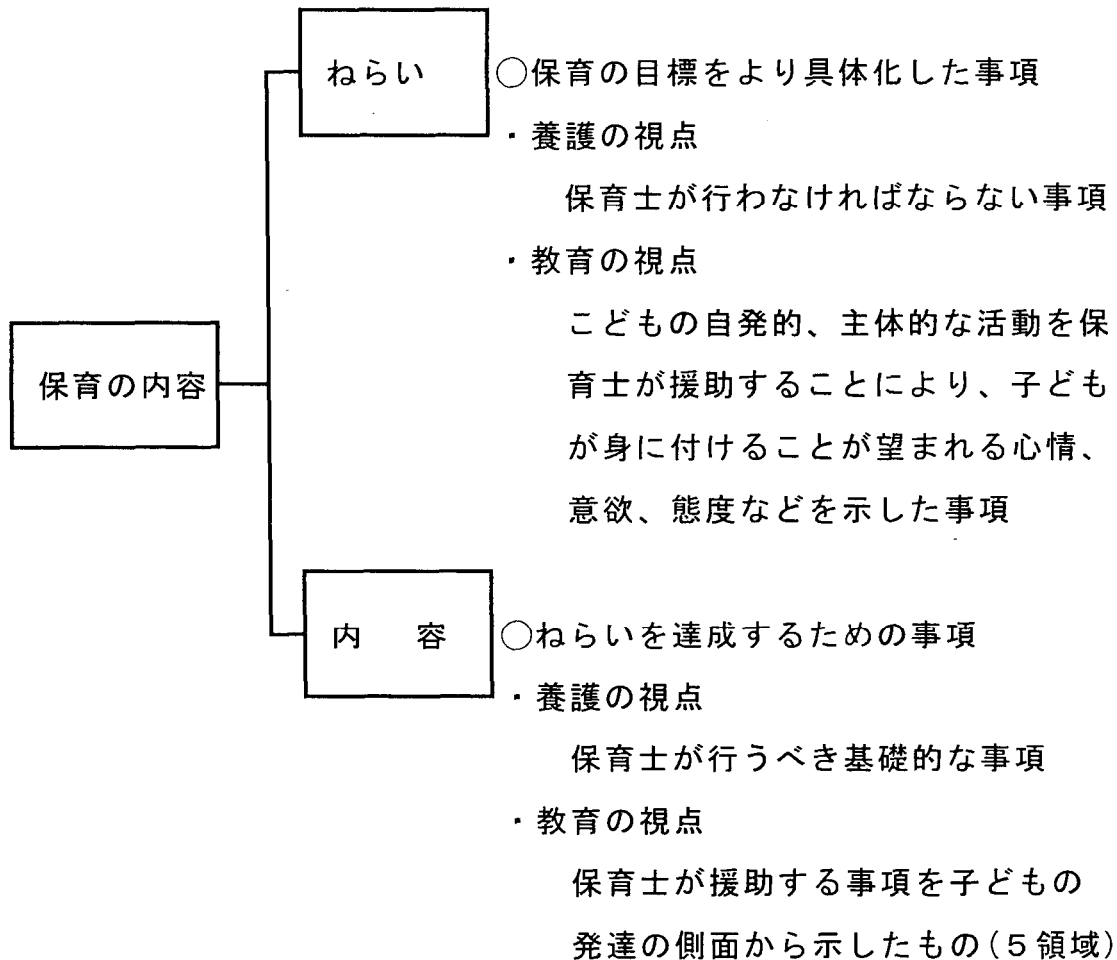 ねらい
○保育の目標をより具体化した事項
・養護の視点
保育士が行わなければならない事項
・教育の視点
こどもの自発的、主体的な活動を保
育士が援助することにより、子ども
が身に付けることが望まれる心情、
意欲、態度などを示した事項
保育の内容
内　容
○ねらいを達成するための事項
・養護の視点
保育士が行うべき基礎的な事項
・教育の視点
保育士が援助する事項を子どもの
発達の側面から示したもの(5領域)